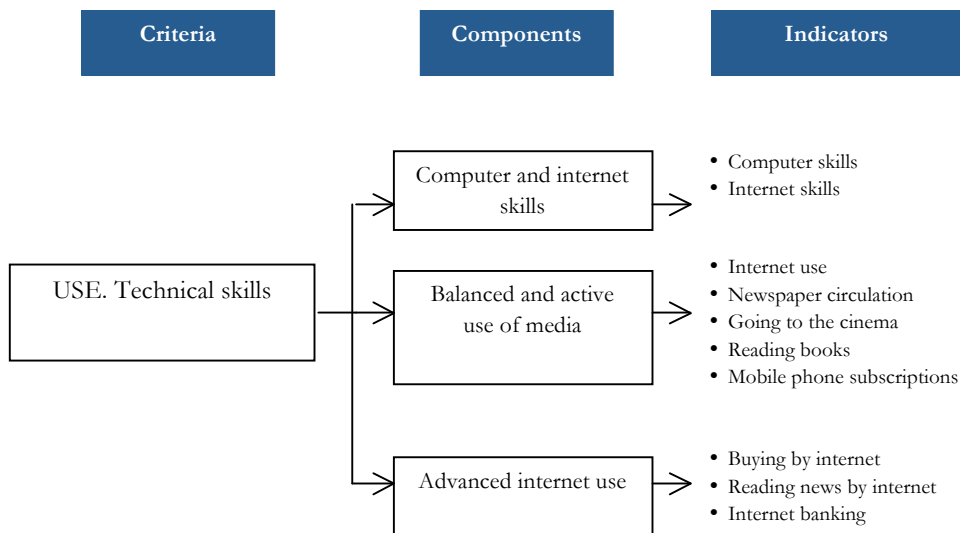 Criteria
Components
Indicators
USE. Technical skills
Computer and internet
skills
• Computer skills
• Internet skills
Balanced and active
use of media
• Internet use
• Newspaper circulation
• Going to the cinema
• Reading books
• Mobile phone subscriptions
Advanced internet use
• Buying by internet
• Reading news by internet
• Internet banking